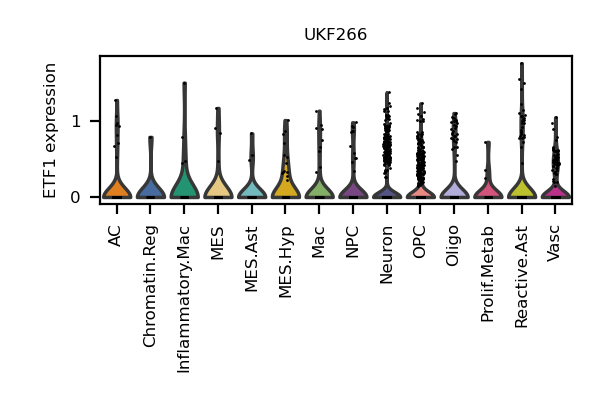 UKF266
ETF1 expression
1
0
AC
Chromatin.Reg
Inflammatory.Mac
MES
MES.Ast
MES.Hyp
Mac
NPC
Neuron
OPC
Oligo
Prolif.Metab
Reactive.Ast
Vasc